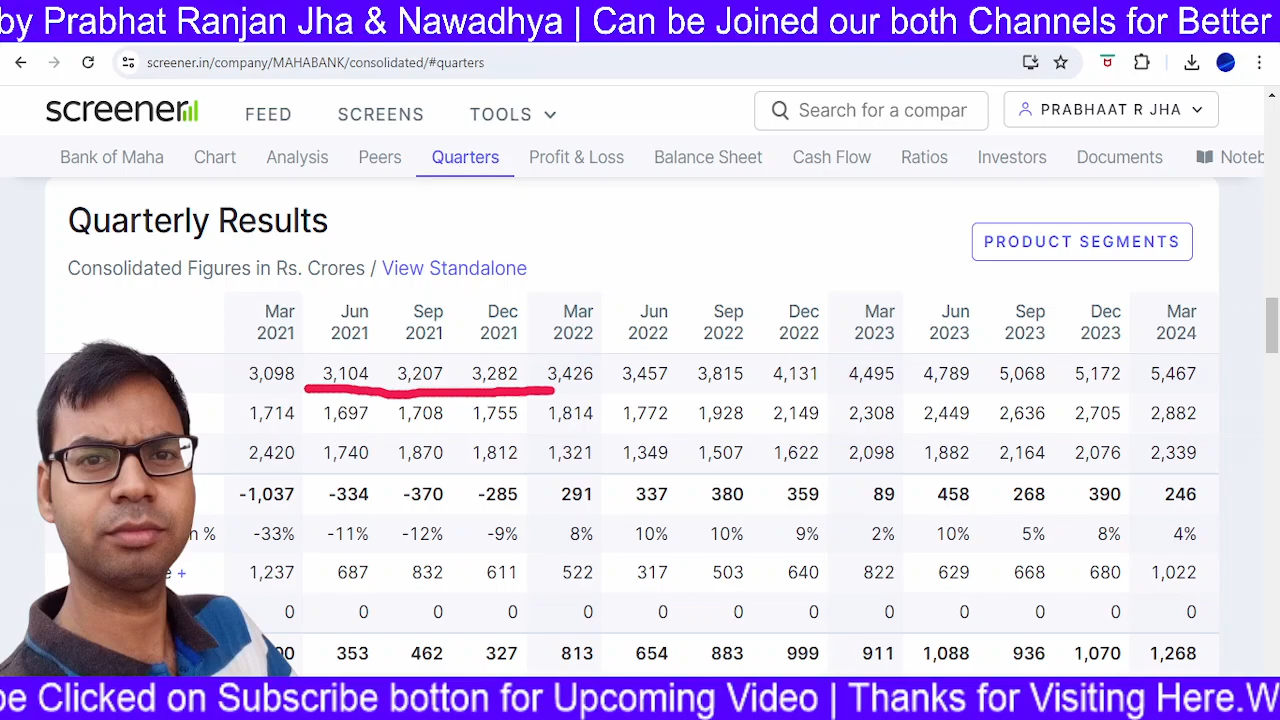 by Prabhat Ranjan Jha & Nawadhya | Can be Joined our both Channels for Better
screener.in/company/MAHABANK/consolidated/#quarters
screener FEED SCREENS TOOLS Search for a compar PRABHAAT R JHA
Bank of Maha Chart Analysis Peers Quarters Profit & Loss Balance Sheet Cash Flow Ratios Investors Documents Noteb
Quarterly Results
PRODUCT SEGMENTS
Consolidated Figures in Rs. Crores / View Standalone
Mar Jun Sep Dec Mar Jun Sep Dec Mar Jun Sep Dec Mar
2021 2021 2021 2021 2022 2022 2022 2022 2023 2023 2023 2023 2024
3,098 3,104 3,207 3,282 3,426 3,457 3,815 4,131 4,495 4,789 5,068 5,172 5,467
1,714 1,697 1,708 1,755 1,814 1,772 1,928 2,149 2,308 2,449 2,636 2,705 2,882
2,420 1,740 1,870 1,812 1,321 1,349 1,507 1,622 2,098 1,882 2,164 2,076 2,339
-1,037 -334 -370 -285 291 337 380 359 89 458 268 390 246
n % -33% -11% -12% -9% 8% 10% 10% 9% 2% 10% 5% 8% 4%
e + 1,237 687 832 611 522 317 503 640 822 629 668 680 1,022
0 0 0 0 0 0 0 0 0 0 0 0 0
00 353 462 327 813 654 883 999 911 1,088 936 1,070 1,268
be Clicked on Subscribe botton for Upcoming Video | Thanks for Visiting Here.W